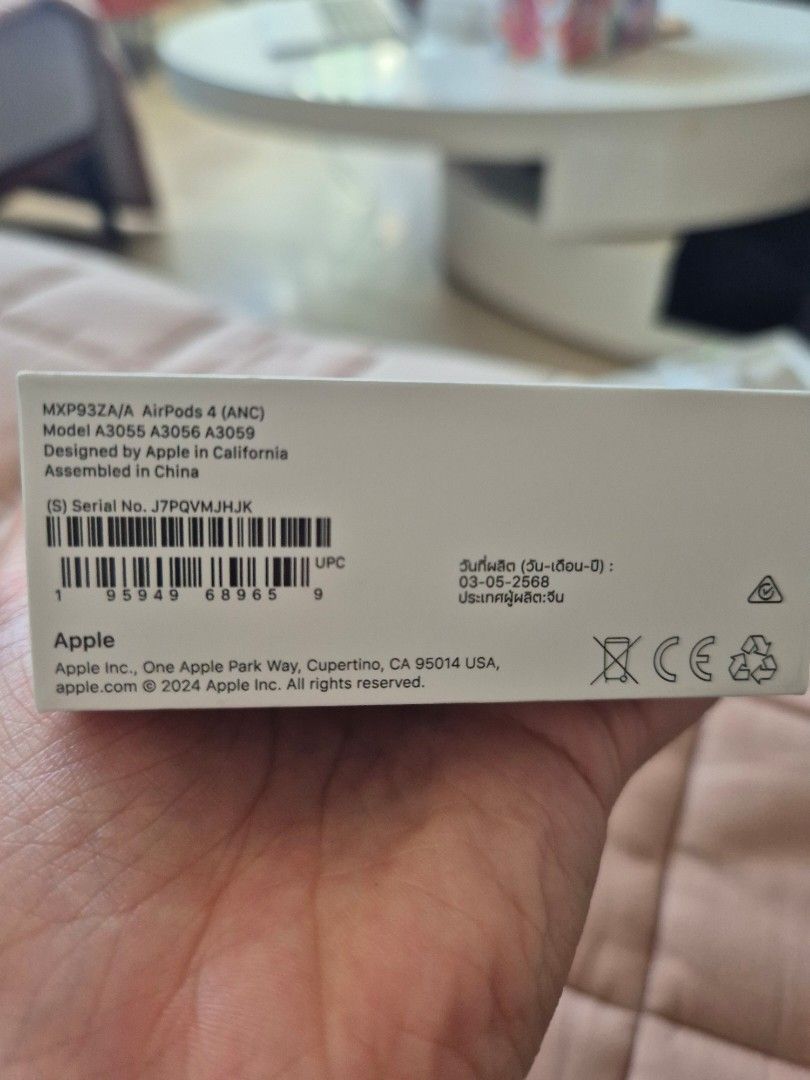 MXP93ZA/A AirPods 4 (ANC)
Model A3055 A3056 A3059
Designed by Apple in California
Assembled in China
(S) Serial No. J7PQVMJHJK
UPC
1 95949 68965 9
วันที่ผลิต (วัน-เดือน-ปี) :
03-05-2568
ประเทศผู้ผลิต:จีน
Apple
Apple Inc., One Apple Park Way, Cupertino, CA 95014 USA,
apple.com © 2024 Apple Inc. All rights reserved.